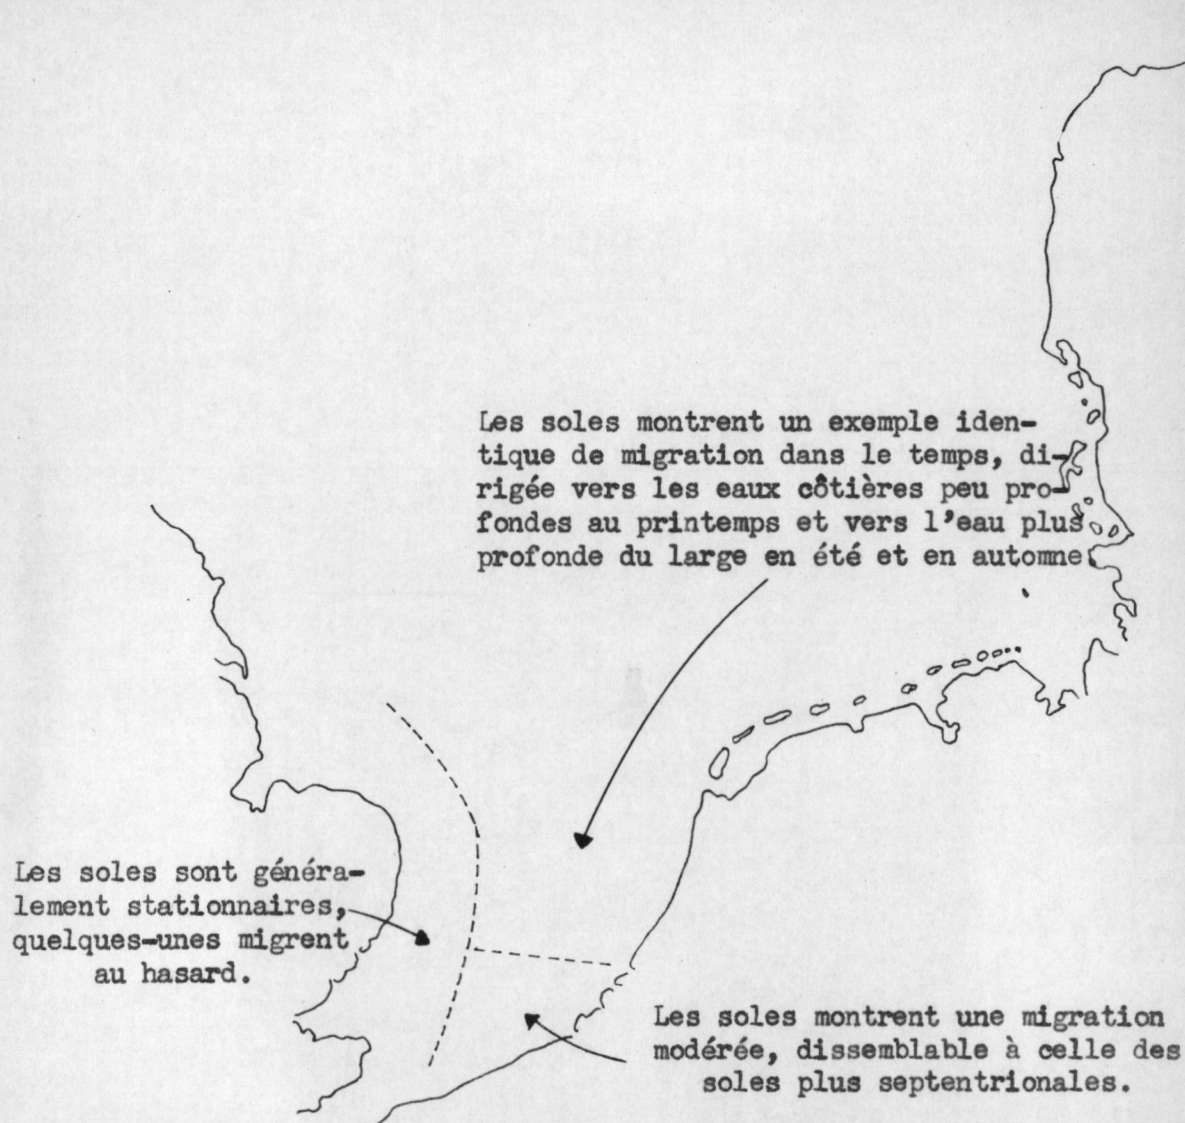 Les soles montrent un exemple iden-
tique de migration dans le temps, di-
rigée vers les eaux côtières peu pro-
fondes au printemps et vers l'eau plus
profonde du large en été et en automne.
Les soles sont généra-
lement stationnaires,
quelques-unes migrent
au hasard.
Les soles montrent une migration
modérée, dissemblable à celle des
soles plus septentrionales.